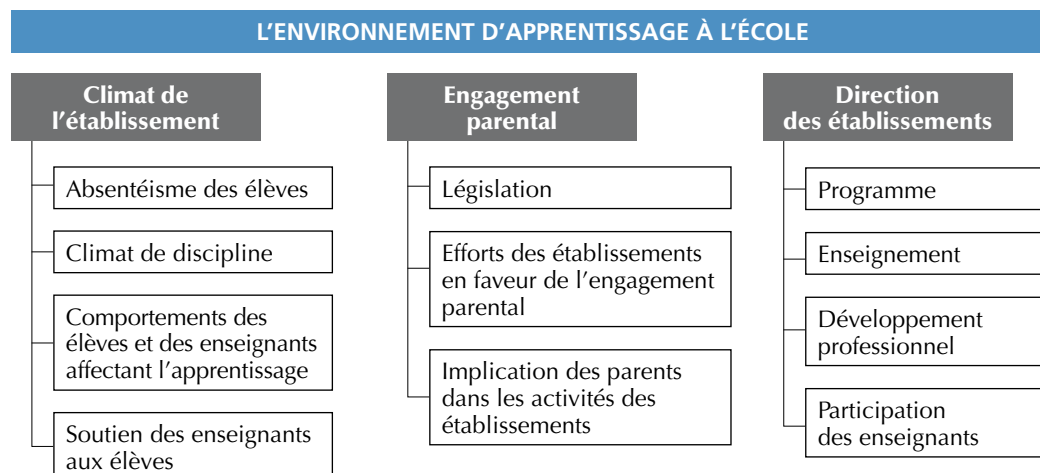 L'ENVIRONNEMENT D'APPRENTISSAGE À L'ÉCOLE
Climat de
l'établissement
Absentéisme des élèves
Climat de discipline
Comportements des
élèves et des enseignants
affectant l'apprentissage
Soutien des enseignants
aux élèves
Engagement
parental
Législation
Efforts des établissements
en faveur de l'engagement
parental
Implication des parents
dans les activités des
établissements
Direction
des établissements
Programme
Enseignement
Développement
professionnel
Participation
des enseignants